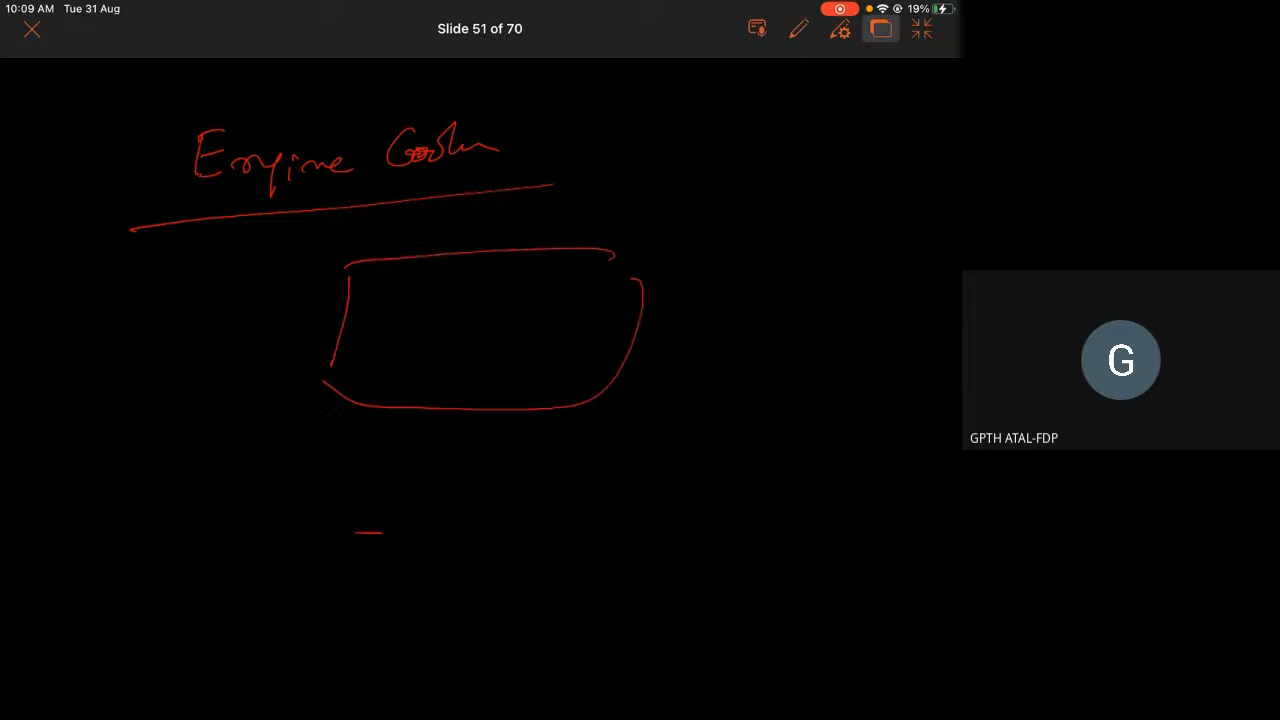 10:09 AM Tue 31 Aug
19%
Slide 51 of 70
Engine
G
GPTH ATAL-FDP